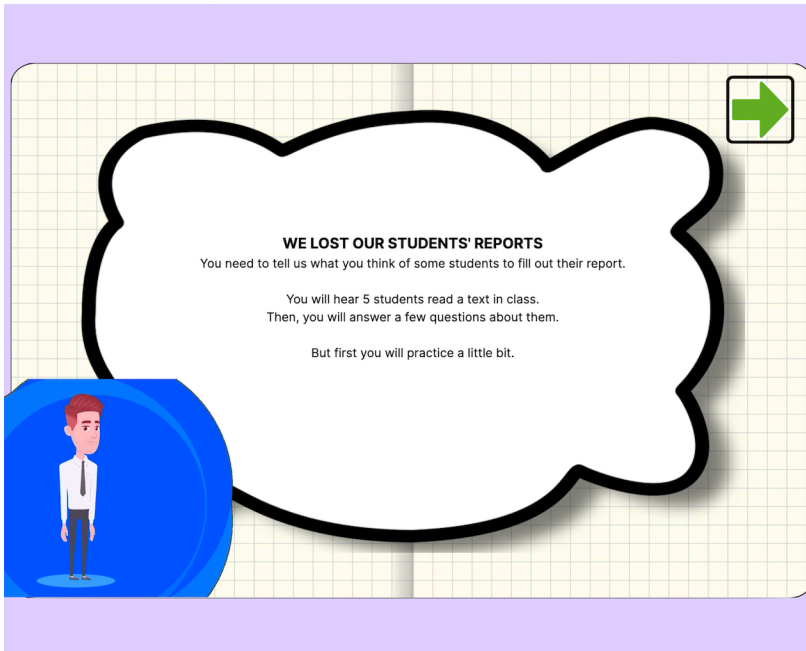 WE LOST OUR STUDENTS' REPORTS
You need to tell us what you think of some students to fill out their report.
You will hear 5 students read a text in class.
Then, you will answer a few questions about them.
But first you will practice a little bit.